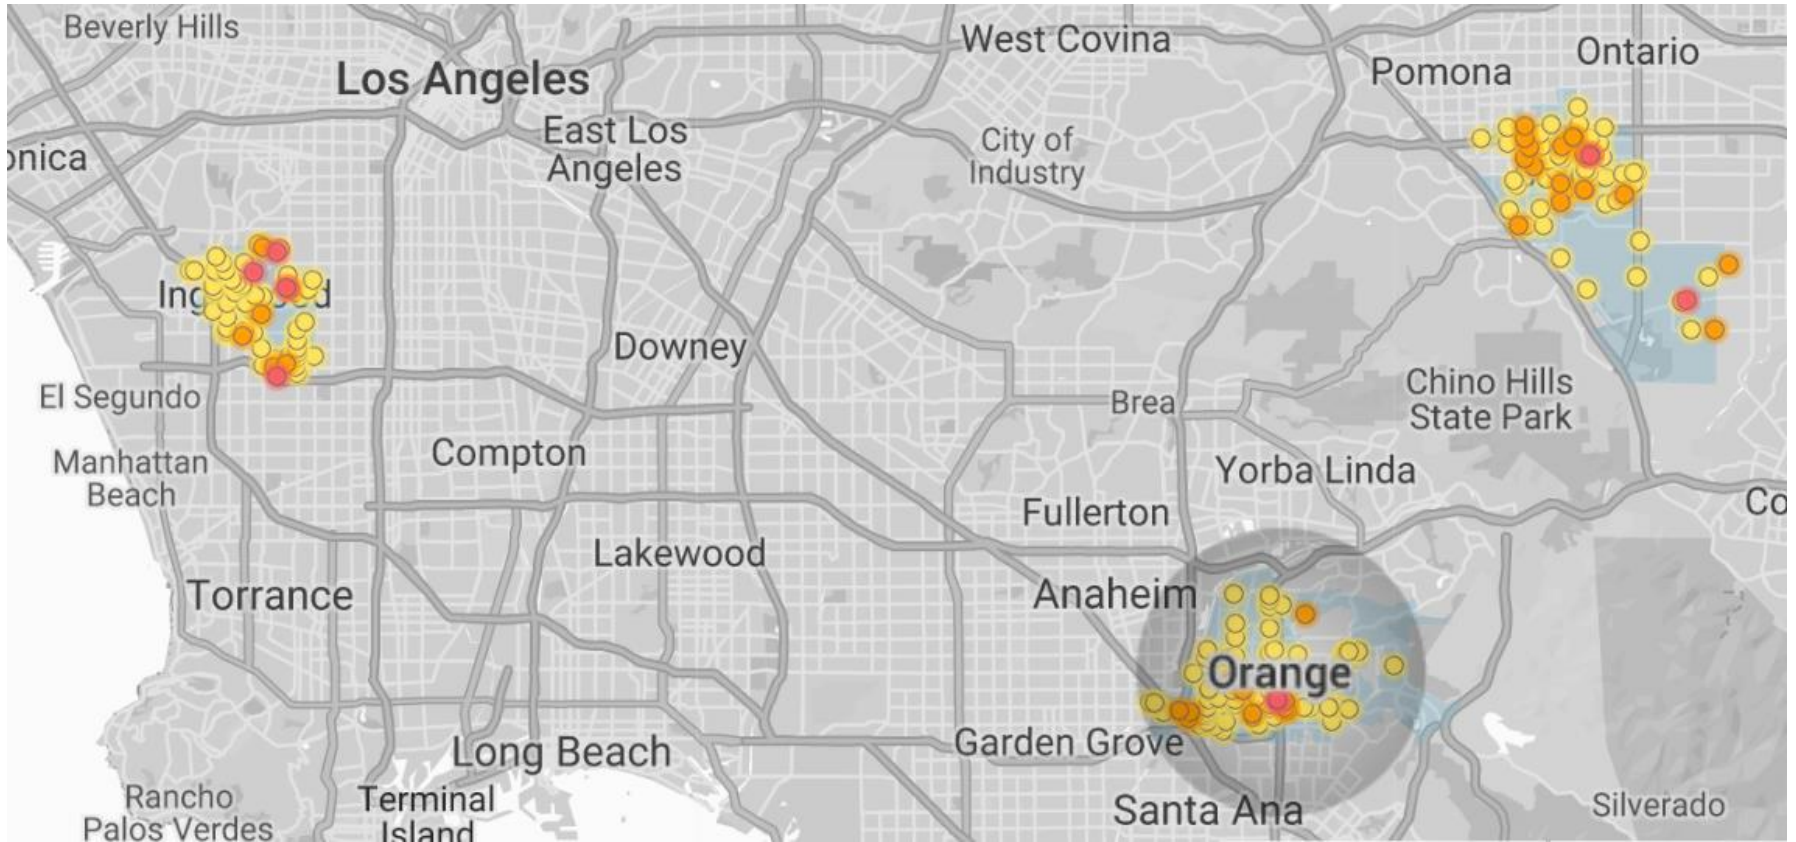 Beverly Hills
West Covina
Ontario
Pomona
Los Angeles
East Los
Angeles
City of
Industry
onica
Downey
El Segundo
Chino Hills
State Park
Brea
Compton
Manhattan
Beach
Yorba Linda
Co
Fullerton
Lakewood
Torrance
Anaheim
Orange
Long Beach
Garden Grove
Rancho
Palos Verdes
Terminal
Island
Santa Ana
Silverado